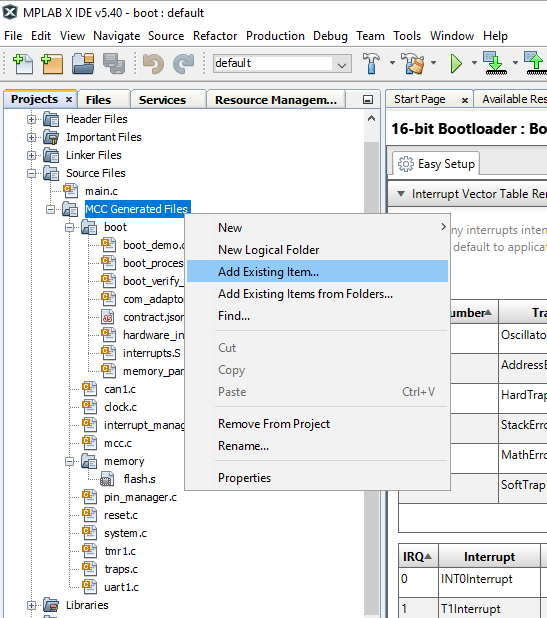 MPLAB X IDE v5.40 - boot : default
File Edit View Navigate Source Refactor Production Debug Team Tools Window Help
default
Projects × Files Services Resource Managem...
Start Page × Available Res
Header Files
Important Files
Linker Files
Source Files
main.c
MCC Generated Files
boot
boot_demo.c
boot_proces
boot_verify_
com_adapto
contract.json
hardware_in
interrupts.S
memory_par
can1.c
clock.c
interrupt_manag
mcc.c
memory
flash.s
pin_manager.c
reset.c
system.c
tmr1.c
traps.c
uart1.c
Libraries
New
New Logical Folder
Add Existing Item...
Add Existing Items from Folders...
Find...
Cut
Copy
Paste Ctrl+V
Remove From Project
Rename...
Properties
16-bit Bootloader : Bo
Easy Setup
Interrupt Vector Table Rem
ny interrupts inten
default to applica
umber Tra
Oscillato
AddressE
HardTrap
StackErro
MathErro
SoftTrap
IRQ Interrupt
0 INT0Interrupt
1 T1Interrupt